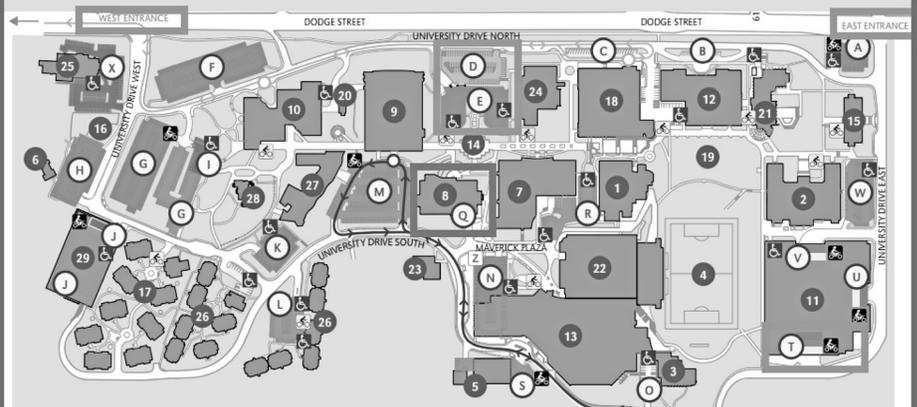 WEST ENTRANCE
DODGE STREET
DODGE STREET
19
EAST ENTRANCE
UNIVERSITY DRIVE NORTH
A
B
C
D
X
25
F
E
24
20
10
9
18
12
21
15
16
UNIVERSITY DRIVE WEST
14
6
H
G
I
19
27
28
M
8
7
1
2
W
G
Q
R
UNIVERSITY DRIVE EAST
J
K
UNIVERSITY DRIVE SOUTH
MAVERICK PLAZA
29
Z
V
23
22
4
N
U
J
17
11
L
26
26
13
T
5
S
3
O